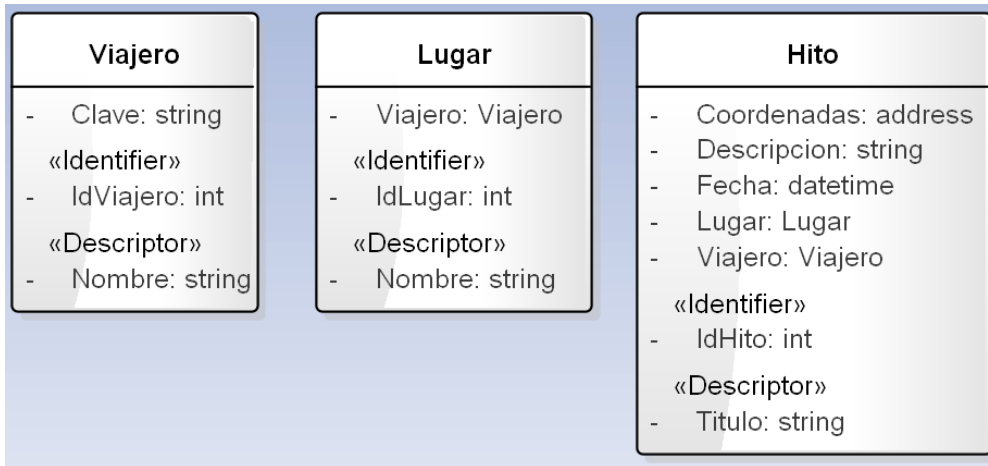 Viajero
- Clave: string
«Identifier»
- IdViajero: int
«Descriptor»
- Nombre: string
Lugar
- Viajero: Viajero
«Identifier»
- IdLugar: int
«Descriptor»
- Nombre: string
Hito
- Coordenadas: address
- Descripcion: string
- Fecha: datetime
- Lugar: Lugar
- Viajero: Viajero
«Identifier»
- IdHito: int
«Descriptor»
- Titulo: string